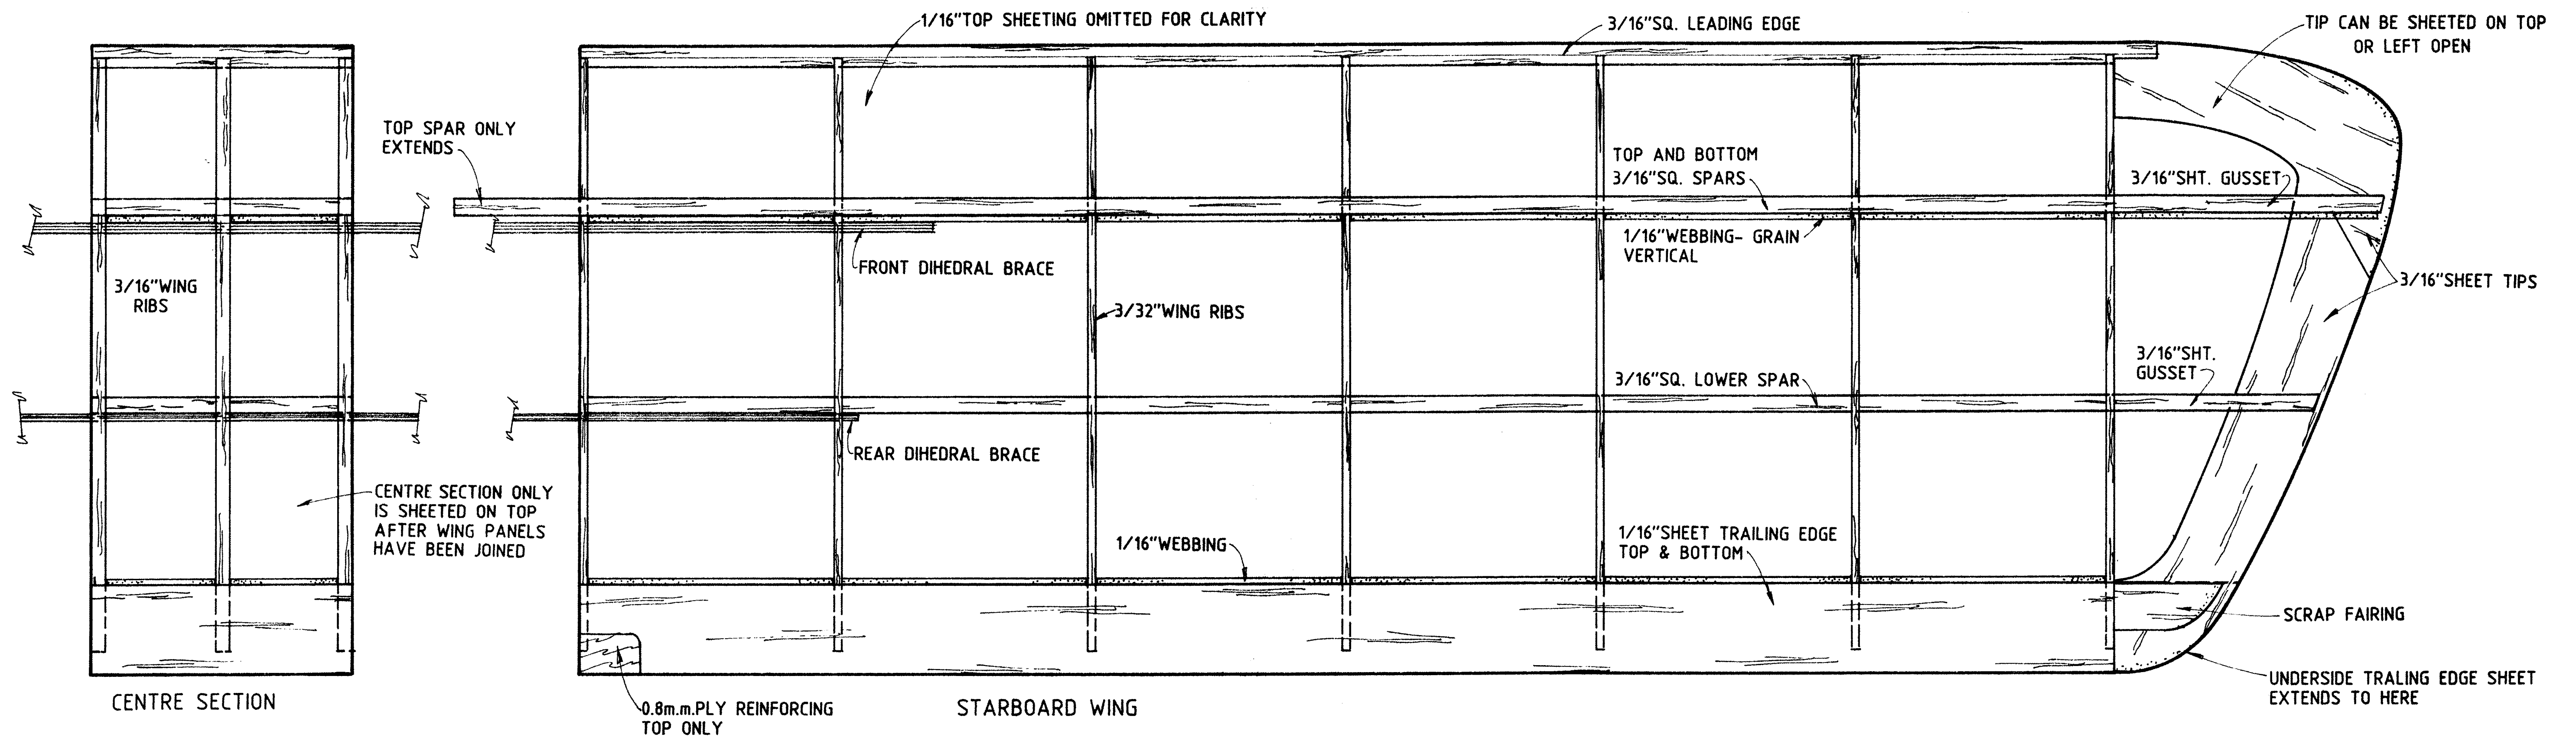 1/16"TOP SHEETING OMITTED FOR CLARITY
3/16"SQ. LEADING EDGE
TIP CAN BE SHEETED ON TOP
OR LEFT OPEN
TOP SPAR ONLY
EXTENDS
TOP AND BOTTOM
3/16"SQ. SPARS
3/16"SHT. GUSSET
1/16"WEBBING- GRAIN
VERTICAL
FRONT DIHEDRAL BRACE
3/16"WING
RIBS
3/32"WING RIBS
3/16"SHEET TIPS
3/16"SHT.
GUSSET
3/16"SQ. LOWER SPAR
REAR DIHEDRAL BRACE
CENTRE SECTION ONLY
IS SHEETED ON TOP
AFTER WING PANELS
HAVE BEEN JOINED
1/16"WEBBING
1/16"SHEET TRAILING EDGE
TOP & BOTTOM
SCRAP FAIRING
UNDERSIDE TRALING EDGE SHEET
EXTENDS TO HERE
CENTRE SECTION
0.8m.m.PLY REINFORCING
TOP ONLY
STARBOARD WING